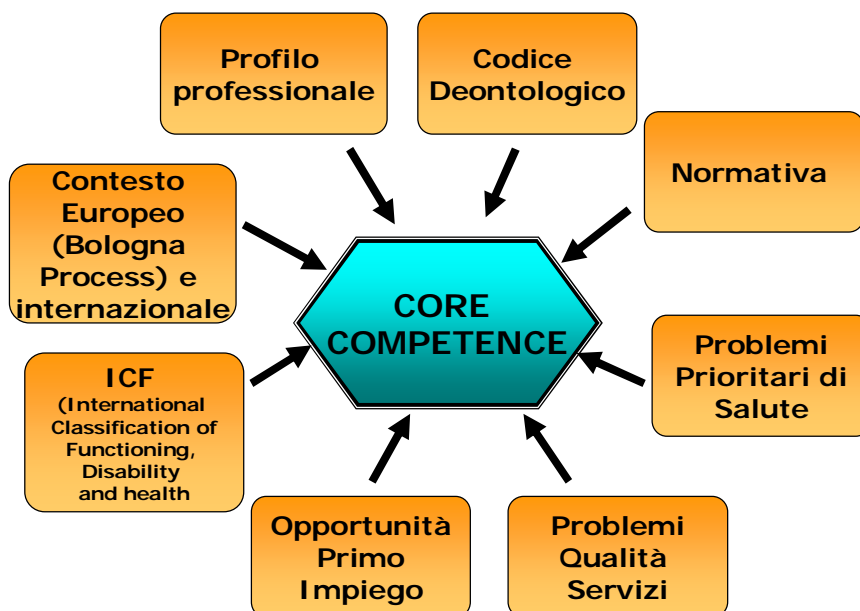 Profilo
professionale
Codice
Deontologico
Normativa
Contesto
Europeo
(Bologna
Process) e
internazionale
CORE
COMPETENCE
Problemi
Prioritari di
Salute
ICF
(International
Classification of
Functioning,
Disability
and health
Opportunità
Primo
Impiego
Problemi
Qualità
Servizi